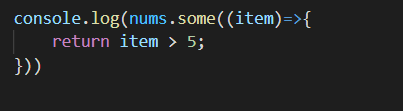 console.log(nums.some((item)=>{
    return item > 5;
}))